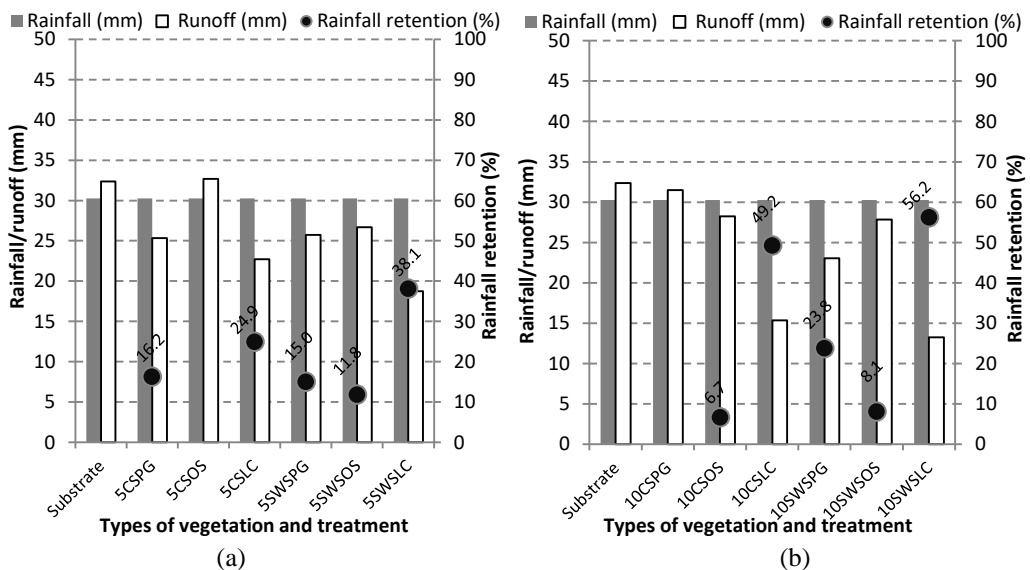 Rainfall (mm) Runoff (mm) Rainfall retention (%)
50
45
40
35
30
25
20
15
10
5
0
Rainfall/runoff (mm)
100
90
80
70
60
50
40
30
20
10
0
Rainfall retention (%)
16.2
24.9
15.0
11.8
38.1
Substrate
5CSPG
5CSOS
5CSLC
5SWSPG
5SWSOS
5SWSLC
Types of vegetation and treatment
(a)
Rainfall (mm) Runoff (mm) Rainfall retention (%)
50
45
40
35
30
25
20
15
10
5
0
Rainfall/runoff (mm)
100
90
80
70
60
50
40
30
20
10
0
Rainfall retention (%)
6.7
49.2
23.8
8.1
56.2
Substrate
10CSPG
10CSOS
10CSLC
10SWSPG
10SWSOS
10SWSLC
Types of vegetation and treatment
(b)